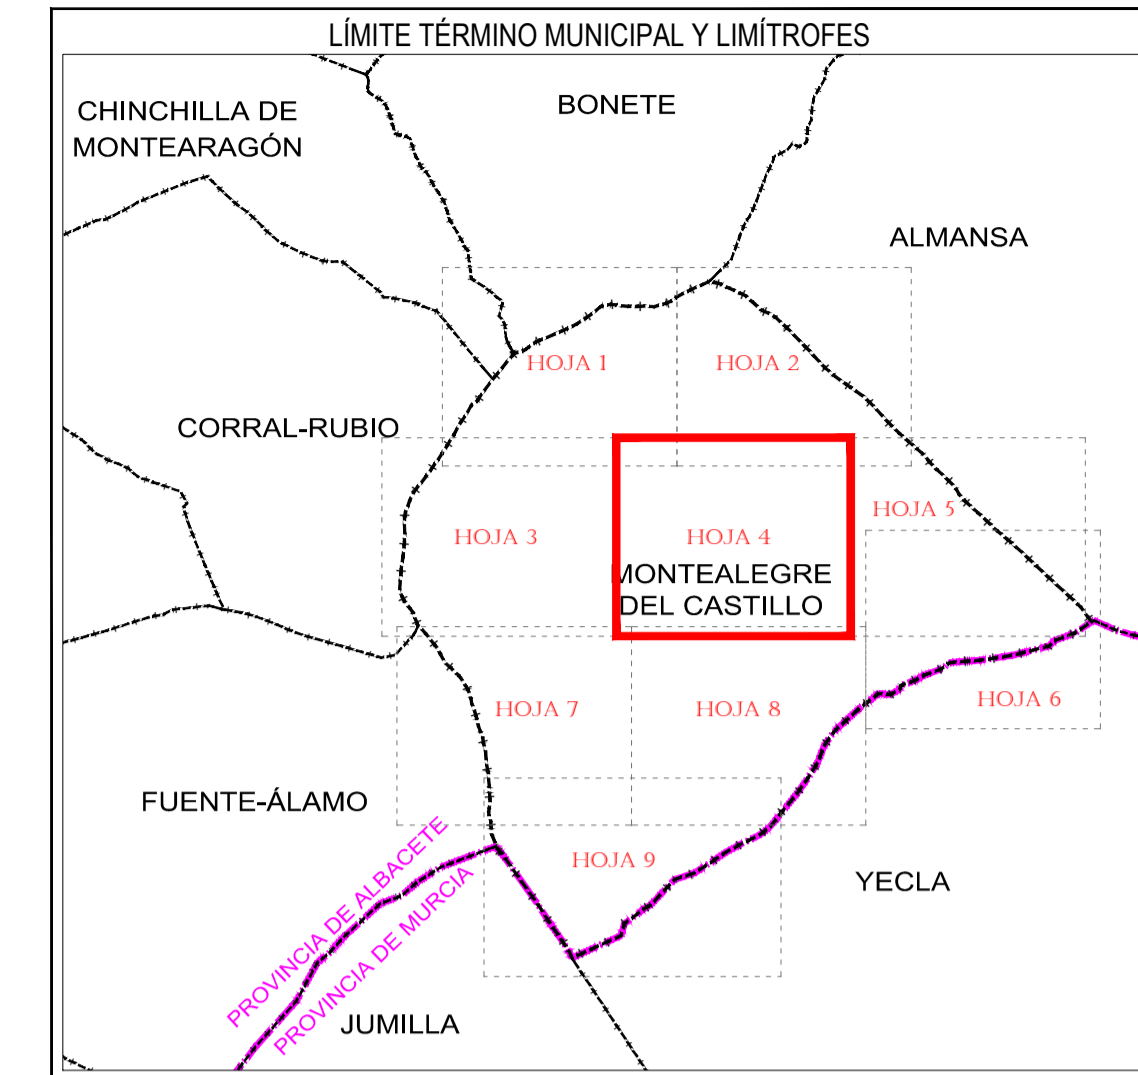 LÍMITE TÉRMINO MUNICIPAL Y LIMÍTROFES
CHINCHILLA DE
MONTEARAGÓN
BONETE
ALMANSA
HOJA 1
HOJA 2
CORRAL-RUBIO
HOJA 3
HOJA 4
HOJA 5
MONTEALEGRE
DEL CASTILLO
HOJA 6
HOJA 7
HOJA 8
FUENTE-ÁLAMO
HOJA 9
YECLA
PROVINCIA DE ALBACETE
PROVINCIA DE MURCIA
JUMILLA